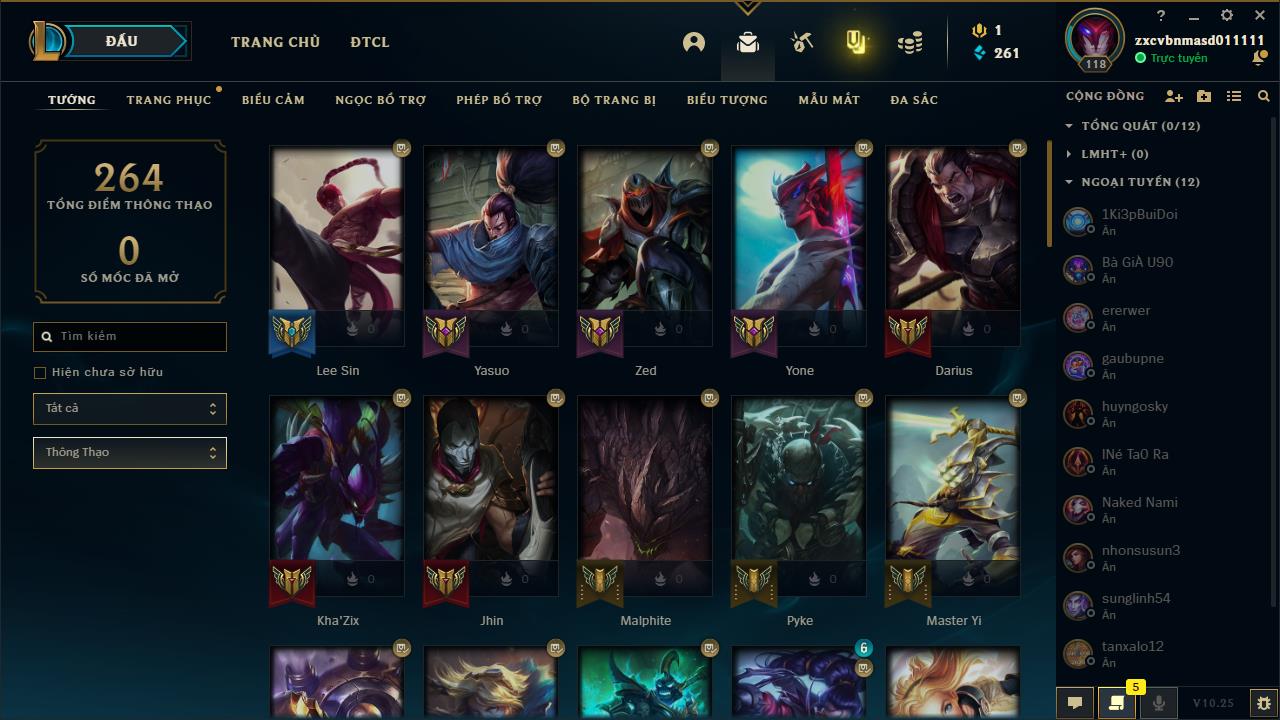 ĐẤU
TRANG CHỦ
ĐTCL
1
261
?
zxcvbnmasd011111
Trực tuyến
118
TƯỚNG
TRANG PHỤC
BIỂU CẢM
NGỌC BỔ TRỢ
PHÉP BỔ TRỢ
BỘ TRANG BỊ
BIỂU TƯỢNG
MẪU MẮT
ĐA SẮC
CỘNG ĐỒNG
264
TỔNG ĐIỂM THÔNG THẠO
0
SỐ MỐC ĐÃ MỞ
Tìm kiếm
Hiện chưa sở hữu
Tất cả
Thông Thạo
0
0
0
0
0
Lee Sin
Yasuo
Zed
Yone
Darius
0
0
0
0
0
Kha'Zix
Jhin
Malphite
Pyke
Master Yi
6
TỔNG QUÁT (0/12)
LMHT+ (0)
NGOẠI TUYẾN (12)
1Ki3pBuiDoi
Ẩn
Bà GiÀ U90
Ẩn
ererwer
Ẩn
gaubupne
Ẩn
huyngosky
Ẩn
lNé Ta0 Ra
Ẩn
Naked Nami
Ẩn
nhonsusun3
Ẩn
sunglinh54
Ẩn
tanxalo12
Ẩn
5
V10.25